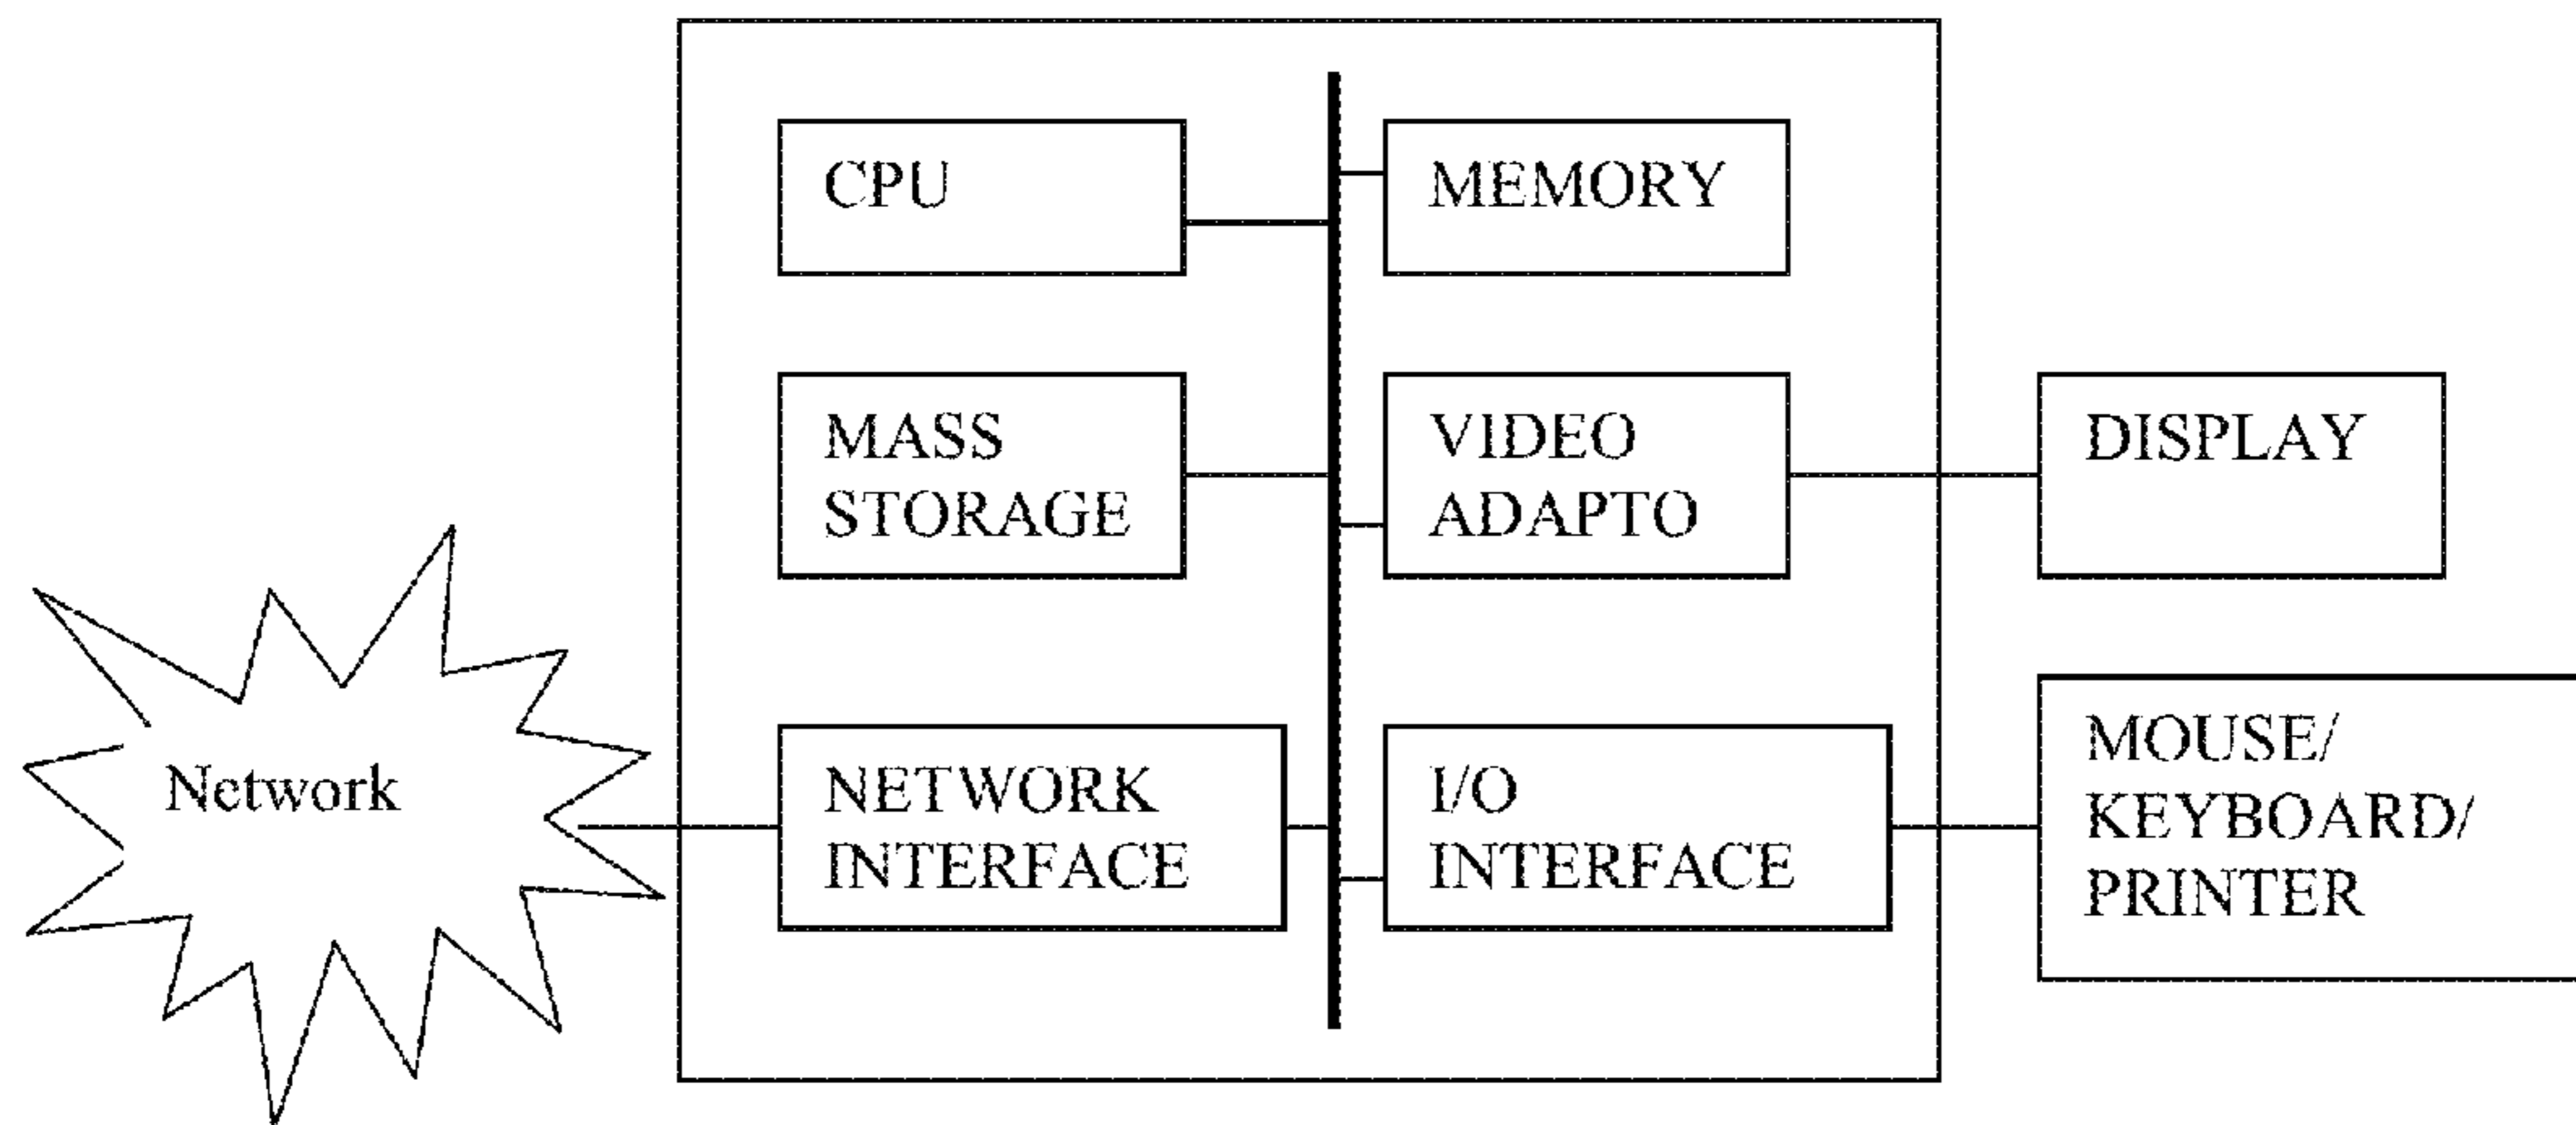 CPU
MEMORY
MASS
STORAGE
VIDEO
ADAPTO
DISPLAY
Network
NETWORK
INTERFACE
I/O
INTERFACE
MOUSE/
KEYBOARD/
PRINTER